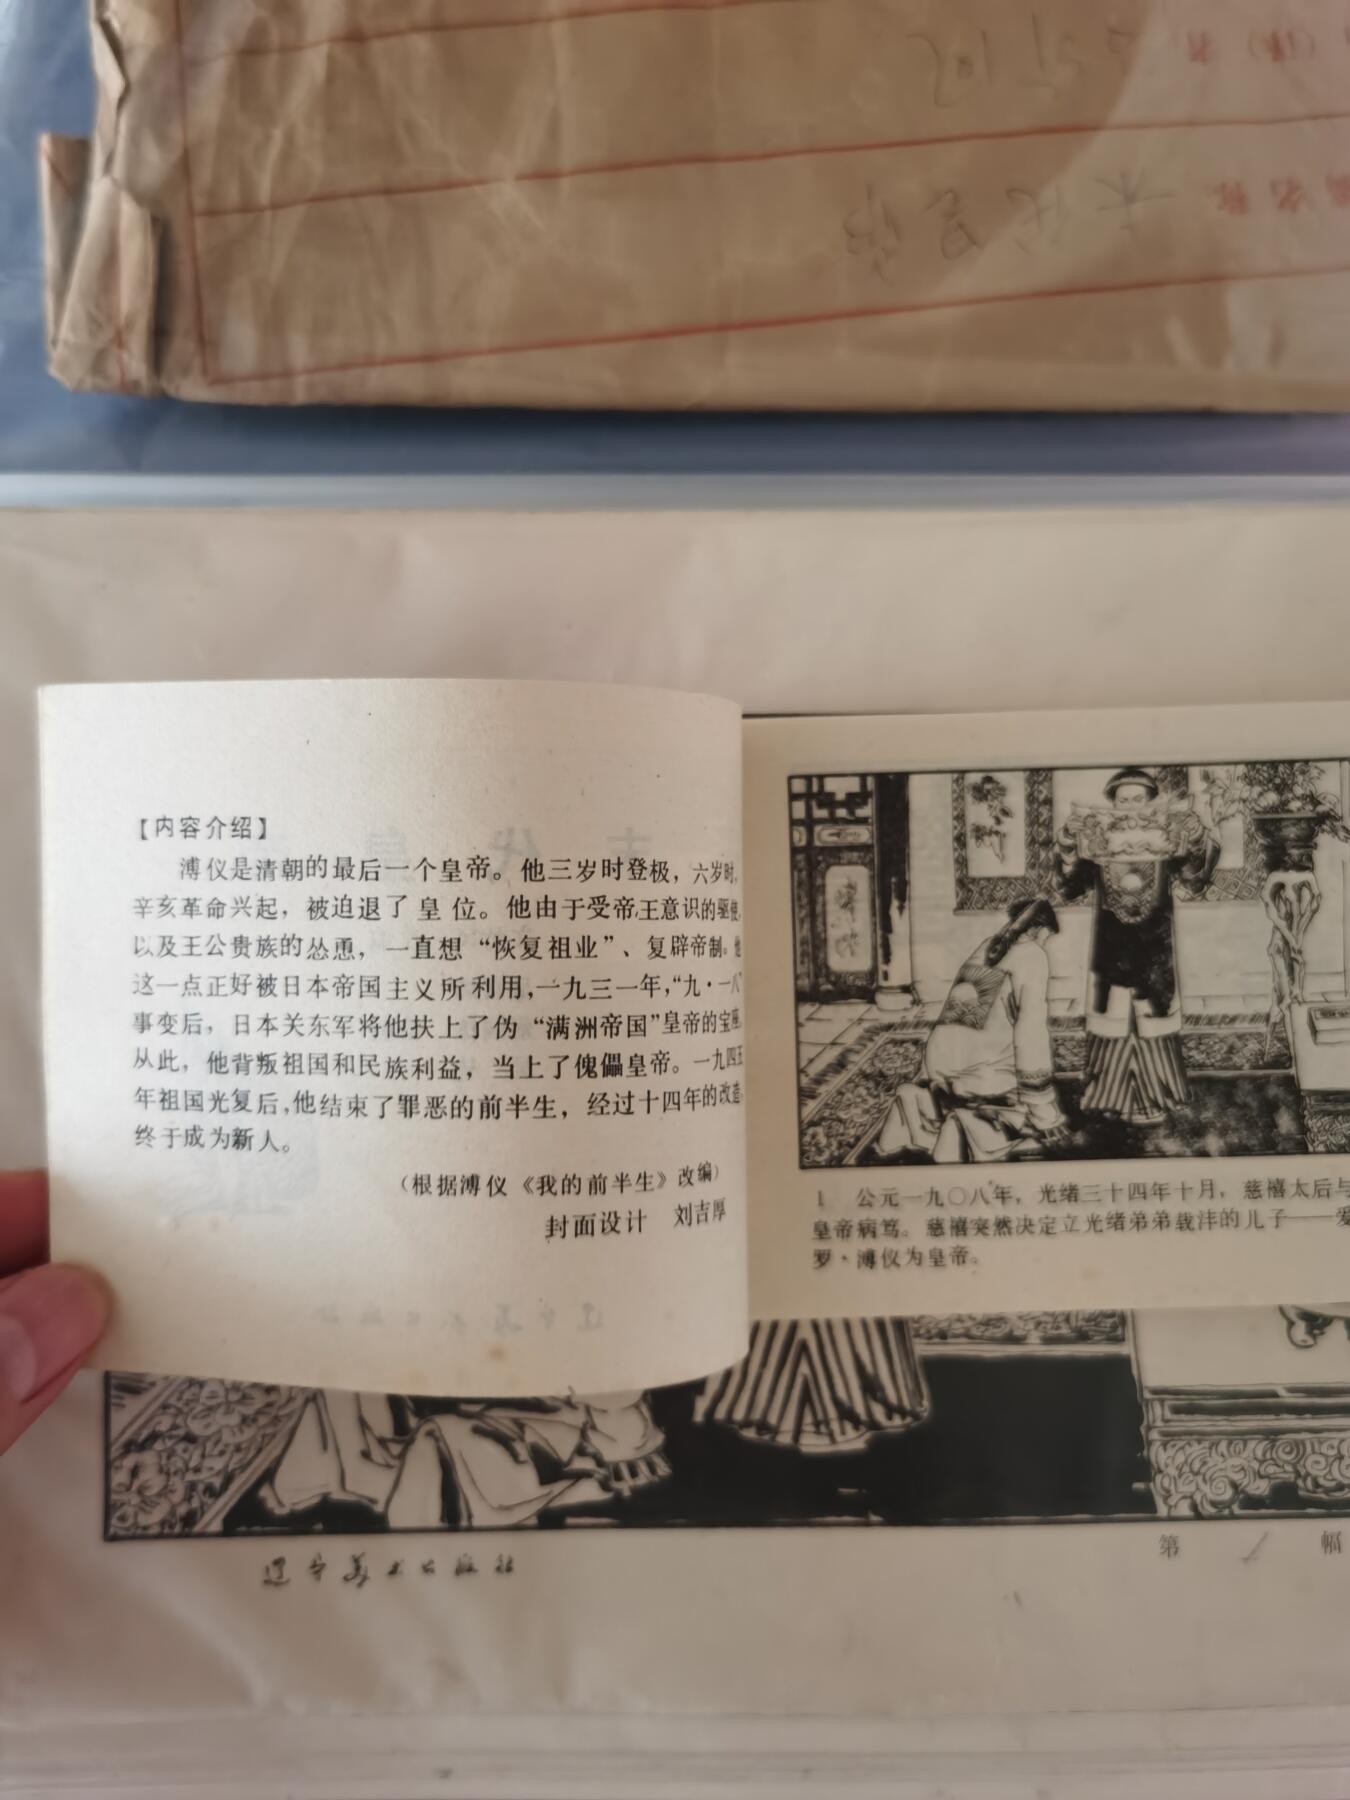 末代皇帝
【内容介绍】
溥仪是清朝的最后一个皇帝。他三岁时登极，六岁时，
辛亥革命兴起，被迫退了皇位。他由于受帝王意识的驱使，
以及王公贵族的怂恿，一直想“恢复祖业”、复辟帝制。他
这一点正好被日本帝国主义所利用，一九三一年，“九·一八”
事变后，日本关东军将他扶上了伪“满洲帝国”皇帝的宝座。
从此，他背叛祖国和民族利益，当上了傀儡皇帝。一九四五
年祖国光复后，他结束了罪恶的前半生，经过十四年的改造，
终于成为新人。
（根据溥仪《我的前半生》改编）
封面设计 刘吉厚
1 公元一九〇八年，光绪三十四年十月，慈禧太后与
皇帝病笃。慈禧突然决定立光绪弟弟载沣的儿子——爱
罗·溥仪为皇帝。
辽宁美术出版社
第 1 幅